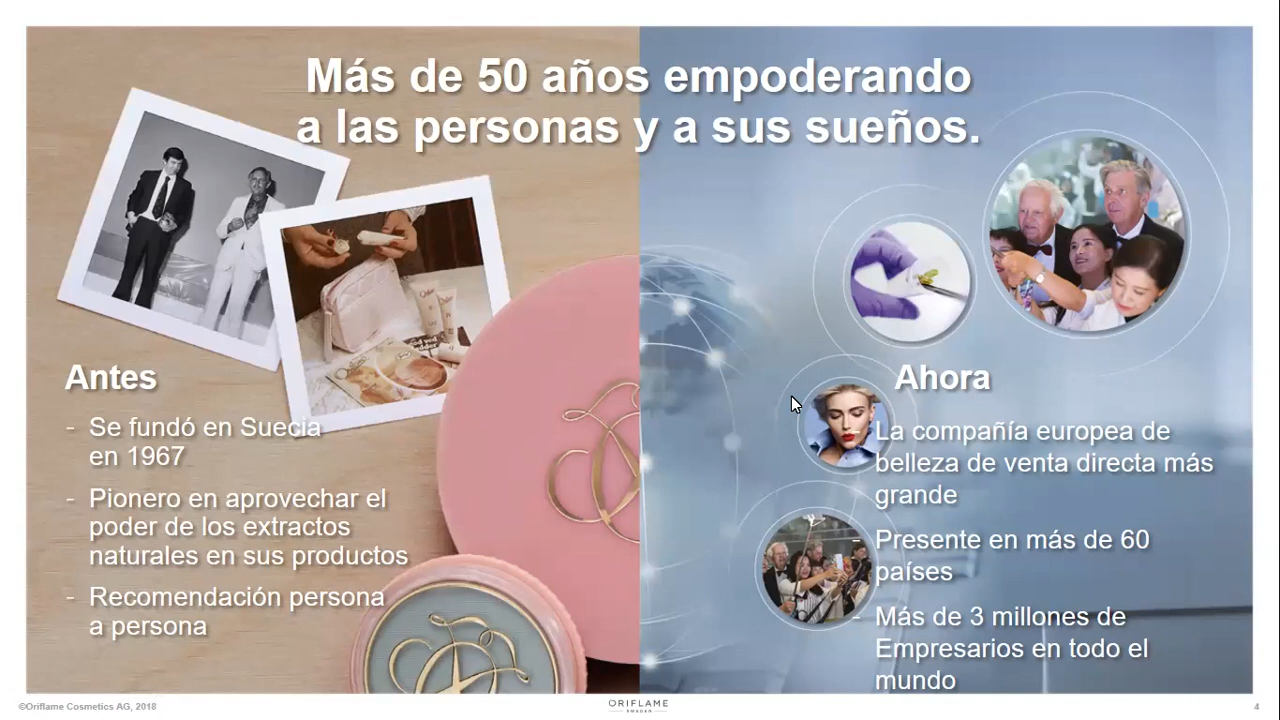 Más de 50 años empoderando
a las personas y a sus sueños.
Antes
- Se fundó en Suecia
en 1967
- Pionero en aprovechar el
poder de los extractos
naturales en sus productos
- Recomendación persona
a persona
Ahora
- La compañía europea de
belleza de venta directa más
grande
- Presente en más de 60
países
- Más de 3 millones de
Empresarios en todo el
mundo
©Oriflame Cosmetics AG, 2018
ORIFLAME
SWEDEN
4